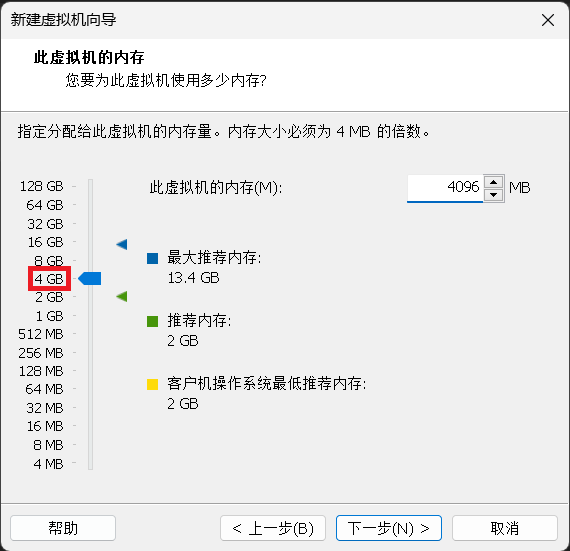 新建虚拟机向导
此虚拟机的内存
您要为此虚拟机使用多少内存?
指定分配给此虚拟机的内存量。内存大小必须为 4 MB 的倍数。
128 GB
64 GB
32 GB
16 GB
8 GB
4 GB
2 GB
1 GB
512 MB
256 MB
128 MB
64 MB
32 MB
16 MB
8 MB
4 MB
此虚拟机的内存(M): 4096 MB
最大推荐内存:
13.4 GB
推荐内存:
2 GB
客户机操作系统最低推荐内存:
2 GB
帮助 < 上一步(B) 下一步(N) > 取消